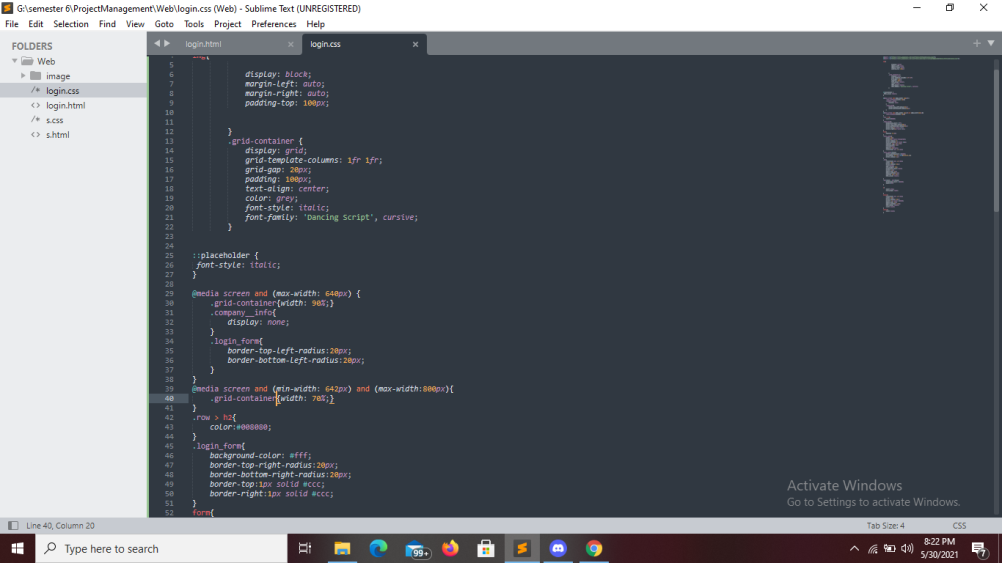 G:\semester 6\ProjectManagement\Web\login.css (Web) - Sublime Text (UNREGISTERED)
File Edit Selection Find View Goto Tools Project Preferences Help
FOLDERS
Web
image
/* login.css
<> login.html
/* s.css
<> s.html
login.html
login.css
5
6 display: block;
7 margin-left: auto;
8 margin-right: auto;
9 padding-top: 100px;
10
11
12 }
13 .grid-container {
14 display: grid;
15 grid-template-columns: 1fr 1fr;
16 grid-gap: 20px;
17 padding: 100px;
18 text-align: center;
19 color: grey;
20 font-style: italic;
21 font-family: 'Dancing Script', cursive;
22 }
23
24
25 ::placeholder {
26 font-style: italic;
27 }
28
29 @media screen and (max-width: 640px) {
30 .grid-container{width: 90%;}
31 .company__info{
32 display: none;
33 }
34 .login_form{
35 border-top-left-radius:20px;
36 border-bottom-left-radius:20px;
37 }
38 }
39 @media screen and (min-width: 642px) and (max-width:800px){
40 .grid-container{width: 70%;}
41 }
42 .row > h2{
43 color:#008080;
44 }
45 .login_form{
46 background-color: #fff;
47 border-top-right-radius:20px;
48 border-bottom-right-radius:20px;
49 border-top:1px solid #ccc;
50 border-right:1px solid #ccc;
51 }
52 form{
Activate Windows
Go to Settings to activate Windows.
Line 40, Column 20
Tab Size: 4
CSS
Type here to search
99+
8:22 PM
5/30/2021
7